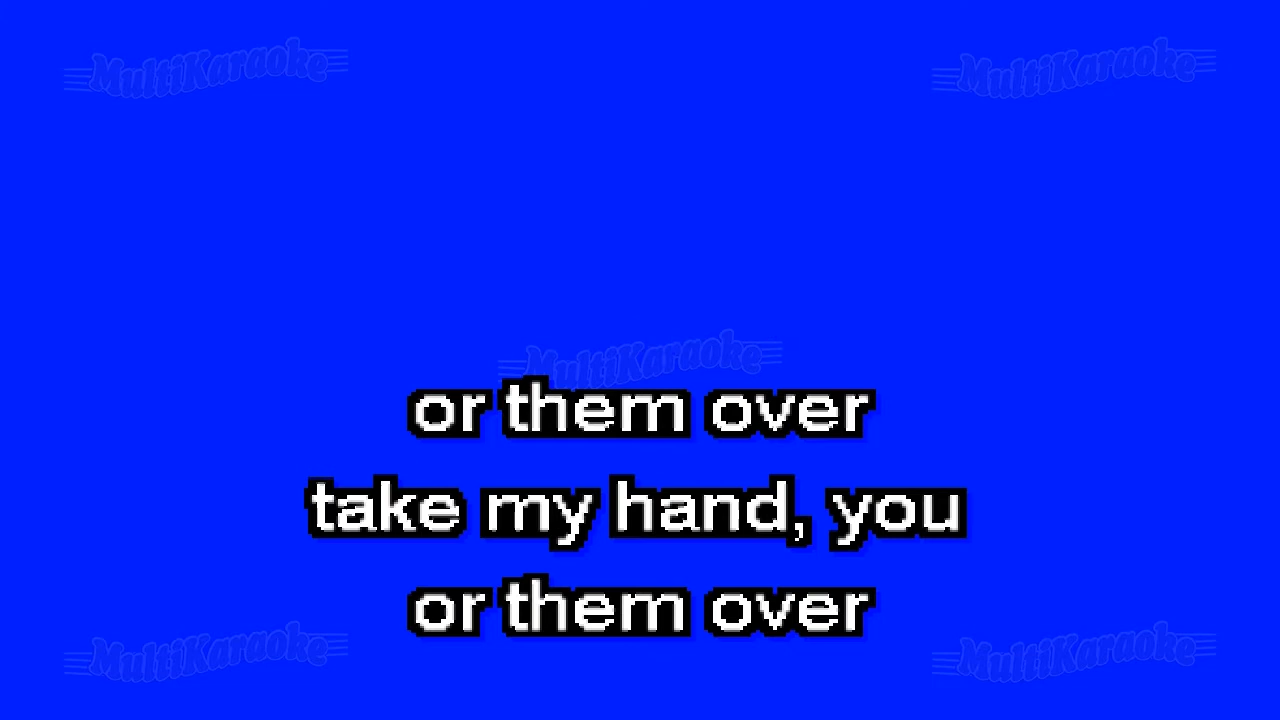 MultiKaraoke
MultiKaraoke
MultiKaraoke
or them over
take my hand, you
or them over
MultiKaraoke
MultiKaraoke